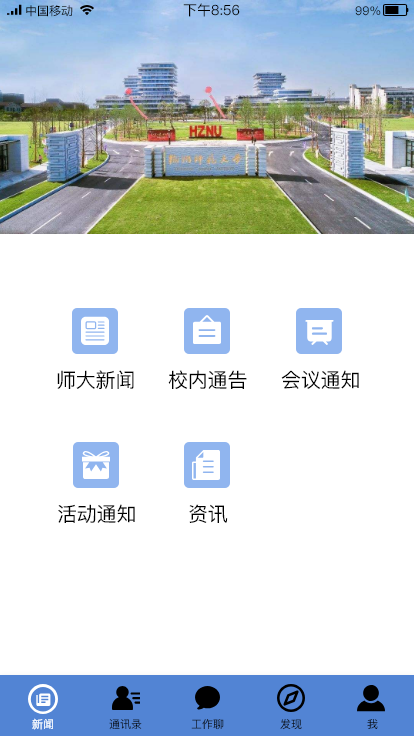 中国移动 下午8:56 99%
HZNU
杭州师范大学
师大新闻 校内通告 会议通知
活动通知 资讯
新闻 通讯录 工作聊 发现 我